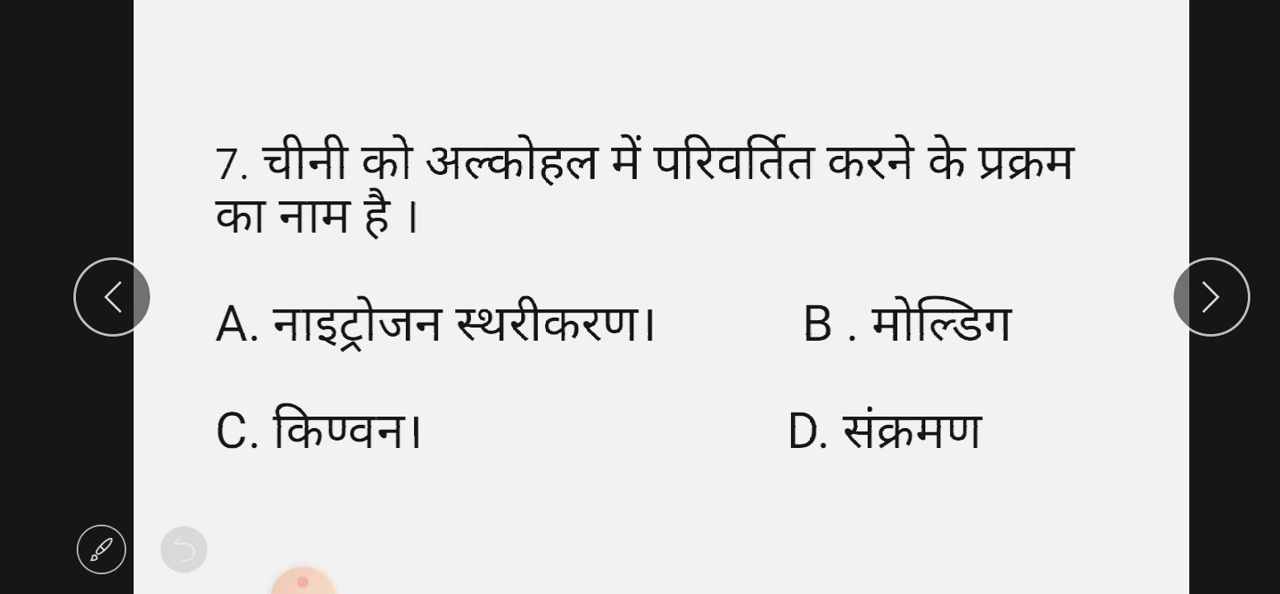 7. चीनी को अल्कोहल में परिवर्तित करने के प्रक्रम
का नाम है ।
A. नाइट्रोजन स्थरीकरण। B . मोल्डिग
C. किण्वन। D. संक्रमण